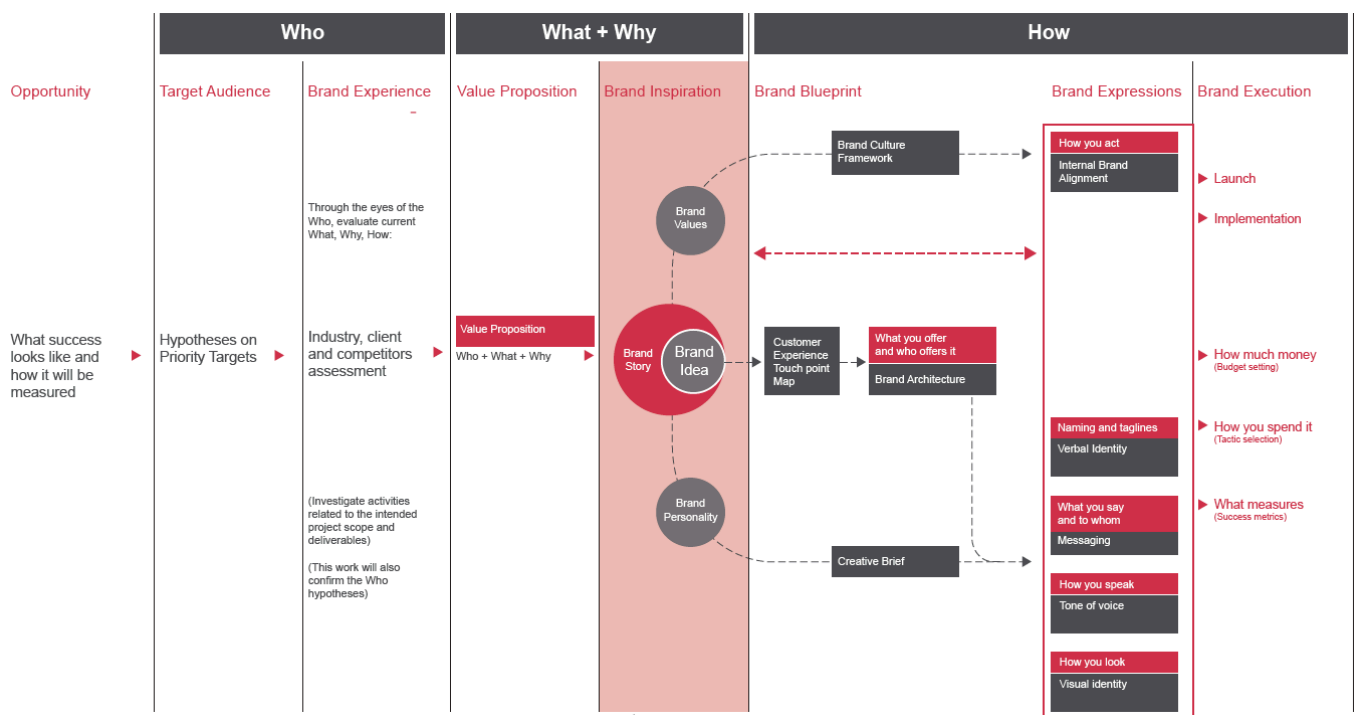 Who
What + Why
How
Opportunity
Target Audience
Brand Experience
Value Proposition
Brand Inspiration
Brand Blueprint
Brand Expressions
Brand Execution
What success
looks like and
how it will be
measured
Hypotheses on
Priority Targets
Through the eyes of the
Who, evaluate current
What, Why, How:
Industry, client
and competitors
assessment
(Investigate activities
related to the intended
project scope and
deliverables)
(This work will also
confirm the Who
hypotheses)
Value Proposition
Who + What + Why
Brand
Values
Brand
Story
Brand
Idea
Brand
Personality
Brand Culture
Framework
Customer
Experience
Touch point
Map
What you offer
and who offers it
Brand Architecture
Creative Brief
How you act
Internal Brand
Alignment
Naming and taglines
Verbal Identity
What you say
and to whom
Messaging
How you speak
Tone of voice
How you look
Visual identity
Launch
Implementation
How much money
(Budget setting)
How you spend it
(Tactic selection)
What measures
(Success metrics)